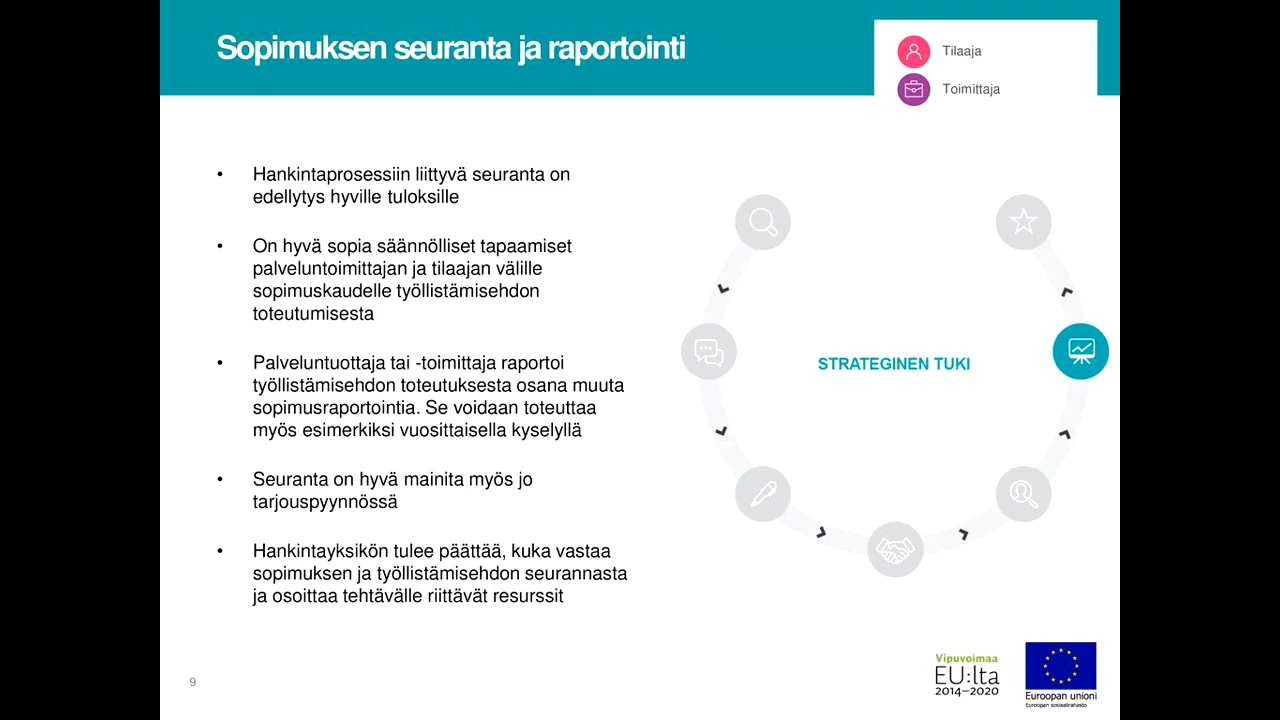 Sopimuksen seuranta ja raportointi
Tilaaja
Toimittaja
• Hankintaprosessiin liittyvä seuranta on
edellytys hyville tuloksille
• On hyvä sopia säännölliset tapaamiset
palveluntoimittajan ja tilaajan välille
sopimuskaudelle työllistämisehdon
toteutumisesta
• Palveluntuottaja tai -toimittaja raportoi
työllistämisehdon toteutuksesta osana muuta
sopimusraportointia. Se voidaan toteuttaa
myös esimerkiksi vuosittaisella kyselyllä
• Seuranta on hyvä mainita myös jo
tarjouspyynnössä
• Hankintayksikön tulee päättää, kuka vastaa
sopimuksen ja työllistämisehdon seurannasta
ja osoittaa tehtävälle riittävät resurssit
STRATEGINEN TUKI
9
Vipuvoimaa
EU:lta
2014–2020
Euroopan unioni
Euroopan sosiaalirahasto